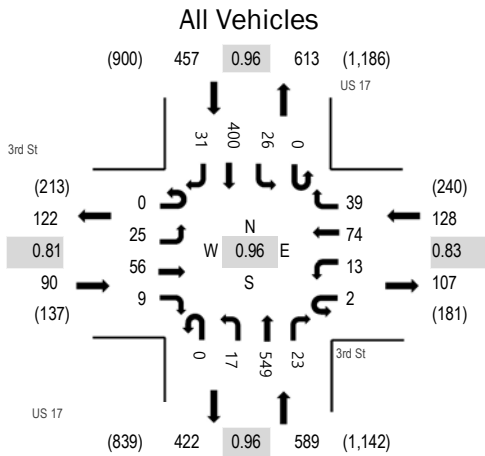 All Vehicles
(900) 457 0.96 613 (1,186)
US 17
31 400 26 0
3rd St
(213) (240)
0 39
122 128
25 N 74
0.81 W 0.96 E 0.83
56 S 13
90 107
9 2
(137) (181)
0 17 549 23
3rd St
US 17
(839) 422 0.96 589 (1,142)